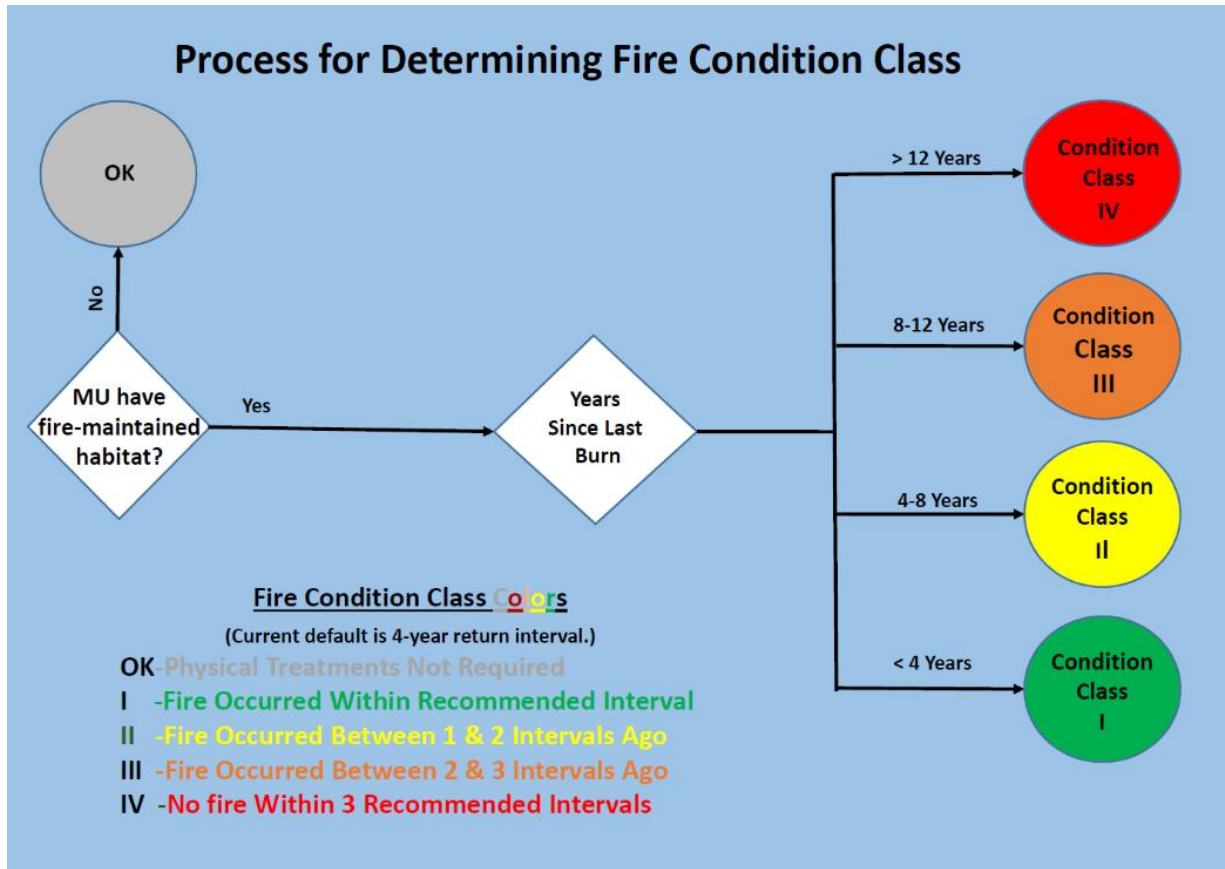 Process for Determining Fire Condition Class
OK
No
MU have
fire-maintained
habitat?
Yes
Years
Since Last
Burn
> 12 Years
Condition
Class
IV
8-12 Years
Condition
Class
III
4-8 Years
Condition
Class
Il
< 4 Years
Condition
Class
I
Fire Condition Class Colors
(Current default is 4-year return interval.)
OK-Physical Treatments Not Required
I -Fire Occurred Within Recommended Interval
II -Fire Occurred Between 1 & 2 Intervals Ago
III -Fire Occurred Between 2 & 3 Intervals Ago
IV -No fire Within 3 Recommended Intervals